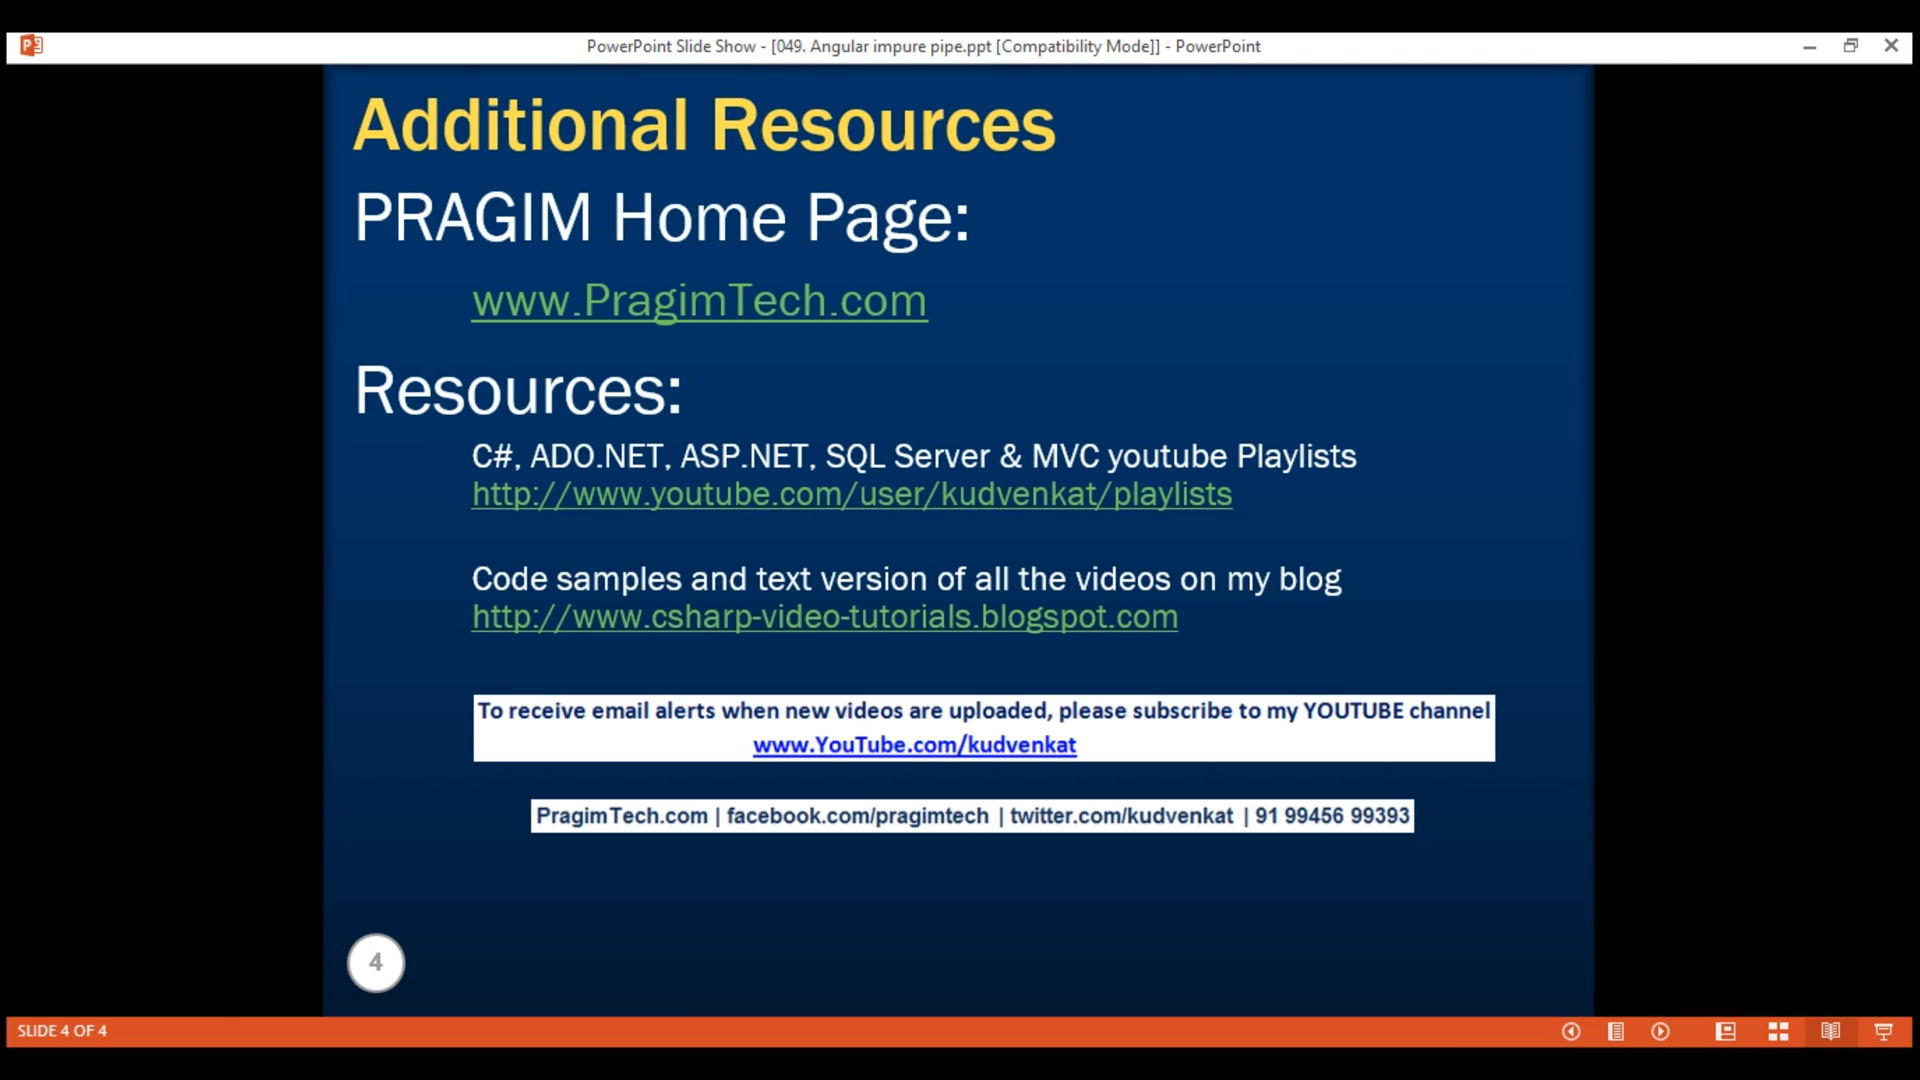 PowerPoint Slide Show - [049. Angular impure pipe.ppt [Compatibility Mode]] - PowerPoint
Additional Resources
PRAGIM Home Page:
www.PragimTech.com
Resources:
C#, ADO.NET, ASP.NET, SQL Server & MVC youtube Playlists
http://www.youtube.com/user/kudvenkat/playlists
Code samples and text version of all the videos on my blog
http://www.csharp-video-tutorials.blogspot.com
To receive email alerts when new videos are uploaded, please subscribe to my YOUTUBE channel
www.YouTube.com/kudvenkat
PragimTech.com | facebook.com/pragimtech | twitter.com/kudvenkat | 91 99456 99393
4
SLIDE 4 OF 4